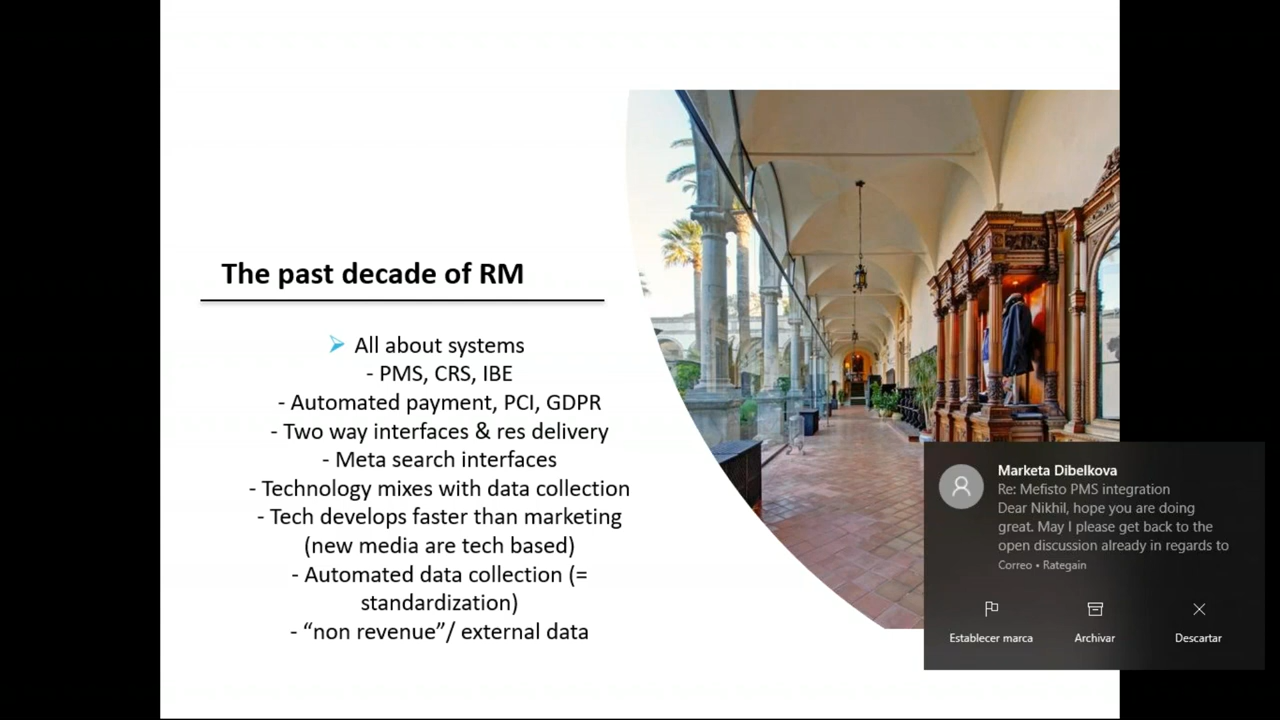 The past decade of RM
➢ All about systems
- PMS, CRS, IBE
- Automated payment, PCI, GDPR
- Two way interfaces & res delivery
- Meta search interfaces
- Technology mixes with data collection
- Tech develops faster than marketing
(new media are tech based)
- Automated data collection (=
standardization)
- “non revenue”/ external data
Marketa Dibelkova
Re: Mefisto PMS integration
Dear Nikhil, hope you are doing
great. May I please get back to the
open discussion already in regards to
Correo • Rategain
Establecer marca
Archivar
Descartar